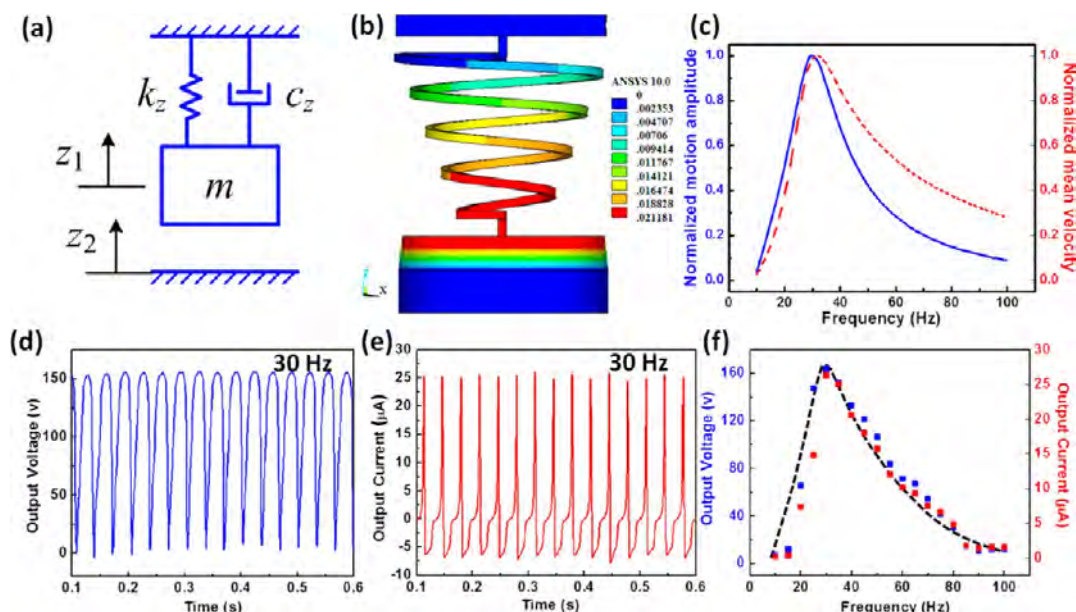 (a)
k_z
c_z
z_1
m
z_2
(b)
ANSYS 10.0
0
.002353
.004707
.00706
.009414
.011767
.014121
.016474
.018828
.021181
X
(c)
Normalized motion amplitude
1.0
0.8
0.6
0.4
0.2
0.0
0 20 40 60 80 100
Frequency (Hz)
1.0
0.8
0.6
0.4
0.2
0.0
Normalized mean velocity
(d)
30 Hz
Output Voltage (v)
150
100
50
0
0.1 0.2 0.3 0.4 0.5 0.6
Time (s)
(e)
30 Hz
Output Current (μA)
30
25
20
15
10
5
0
-5
-10
0.1 0.2 0.3 0.4 0.5 0.6
Time (s)
(f)
Output Voltage (v)
160
120
80
40
0
0 20 40 60 80 100
Frequency (Hz)
30
25
20
15
10
5
0
Output Current (μA)